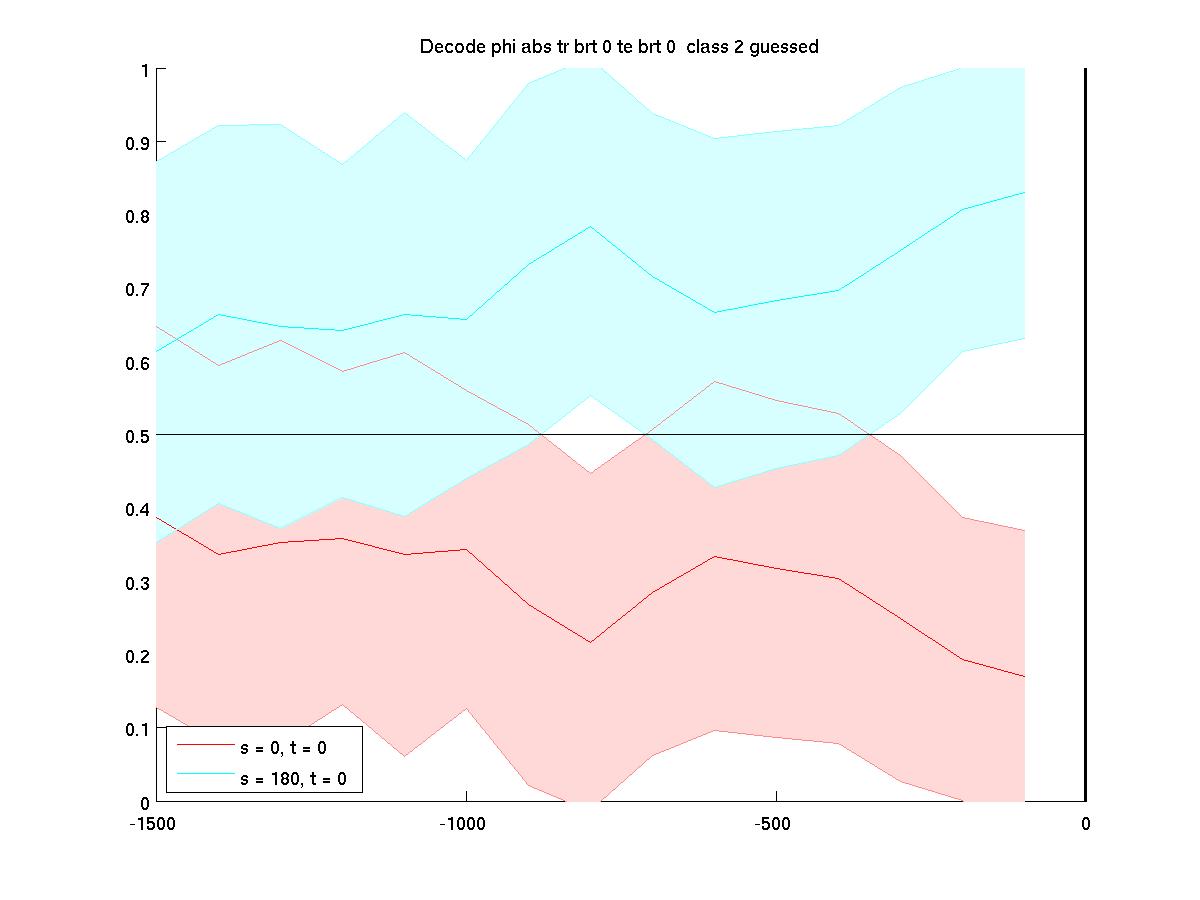 Decode phi abs tr brt 0 te brt 0  class 2 guessed
1
0.9
0.8
0.7
0.6
0.5
0.4
0.3
0.2
0.1
0
s = 0, t = 0
s = 180, t = 0
-1500 -1000 -500 0